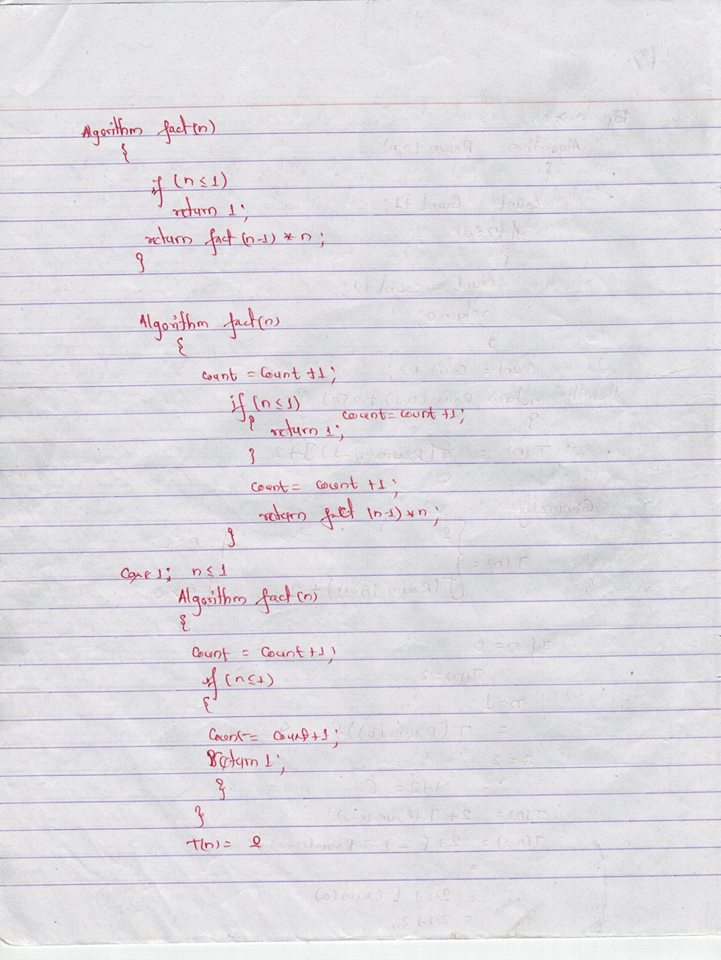 Algorithm fact(n)
{
if (n ≤ 1)
return 1;
return fact (n-1) * n;
}
Algorithm fact(n)
{
count = count +1;
if (n ≤ 1)
{ count = count +1;
return 1;
}
count = count +1;
return fact (n-1) * n;
}
Case 1; n ≤ 1
Algorithm fact(n)
{
count = count +1;
if (n ≤ 1)
{
count = count +1;
return 1;
}
}
T(n) = 2